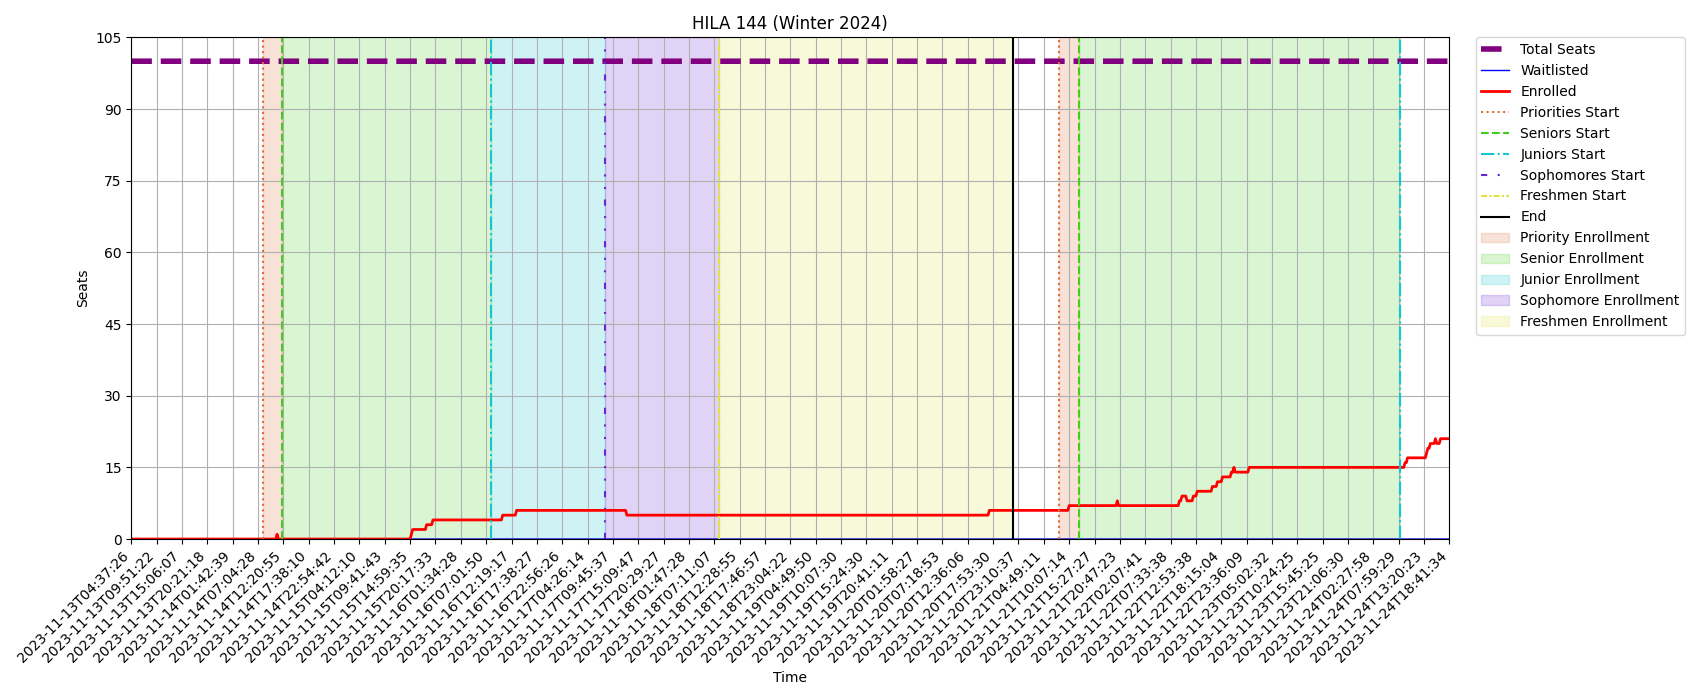 HILA 144 (Winter 2024)
105
90
75
60
45
30
15
0
Seats
2023-11-13T04:37:26
2023-11-13T09:51:22
2023-11-13T15:06:07
2023-11-13T20:21:18
2023-11-14T01:42:39
2023-11-14T07:04:28
2023-11-14T12:20:55
2023-11-14T17:38:10
2023-11-14T22:54:42
2023-11-15T04:12:10
2023-11-15T09:41:43
2023-11-15T14:59:35
2023-11-15T20:17:33
2023-11-16T01:34:28
2023-11-16T07:01:50
2023-11-16T12:19:17
2023-11-16T17:38:27
2023-11-16T22:56:26
2023-11-17T04:26:14
2023-11-17T09:45:37
2023-11-17T15:09:47
2023-11-17T20:29:27
2023-11-18T01:47:28
2023-11-18T07:11:07
2023-11-18T12:28:55
2023-11-18T17:46:57
2023-11-18T23:04:22
2023-11-19T04:49:50
2023-11-19T10:07:30
2023-11-19T15:24:30
2023-11-19T20:41:11
2023-11-20T01:58:27
2023-11-20T07:18:53
2023-11-20T12:36:06
2023-11-20T17:53:30
2023-11-20T23:10:37
2023-11-21T04:49:11
2023-11-21T10:07:14
2023-11-21T15:27:27
2023-11-21T20:47:23
2023-11-22T02:07:41
2023-11-22T07:33:38
2023-11-22T12:53:38
2023-11-22T18:15:04
2023-11-22T23:36:09
2023-11-23T05:02:32
2023-11-23T10:24:25
2023-11-23T15:45:25
2023-11-23T21:06:30
2023-11-24T02:27:58
2023-11-24T07:59:29
2023-11-24T13:20:23
2023-11-24T18:41:34
Time
Total Seats
Waitlisted
Enrolled
Priorities Start
Seniors Start
Juniors Start
Sophomores Start
Freshmen Start
End
Priority Enrollment
Senior Enrollment
Junior Enrollment
Sophomore Enrollment
Freshmen Enrollment